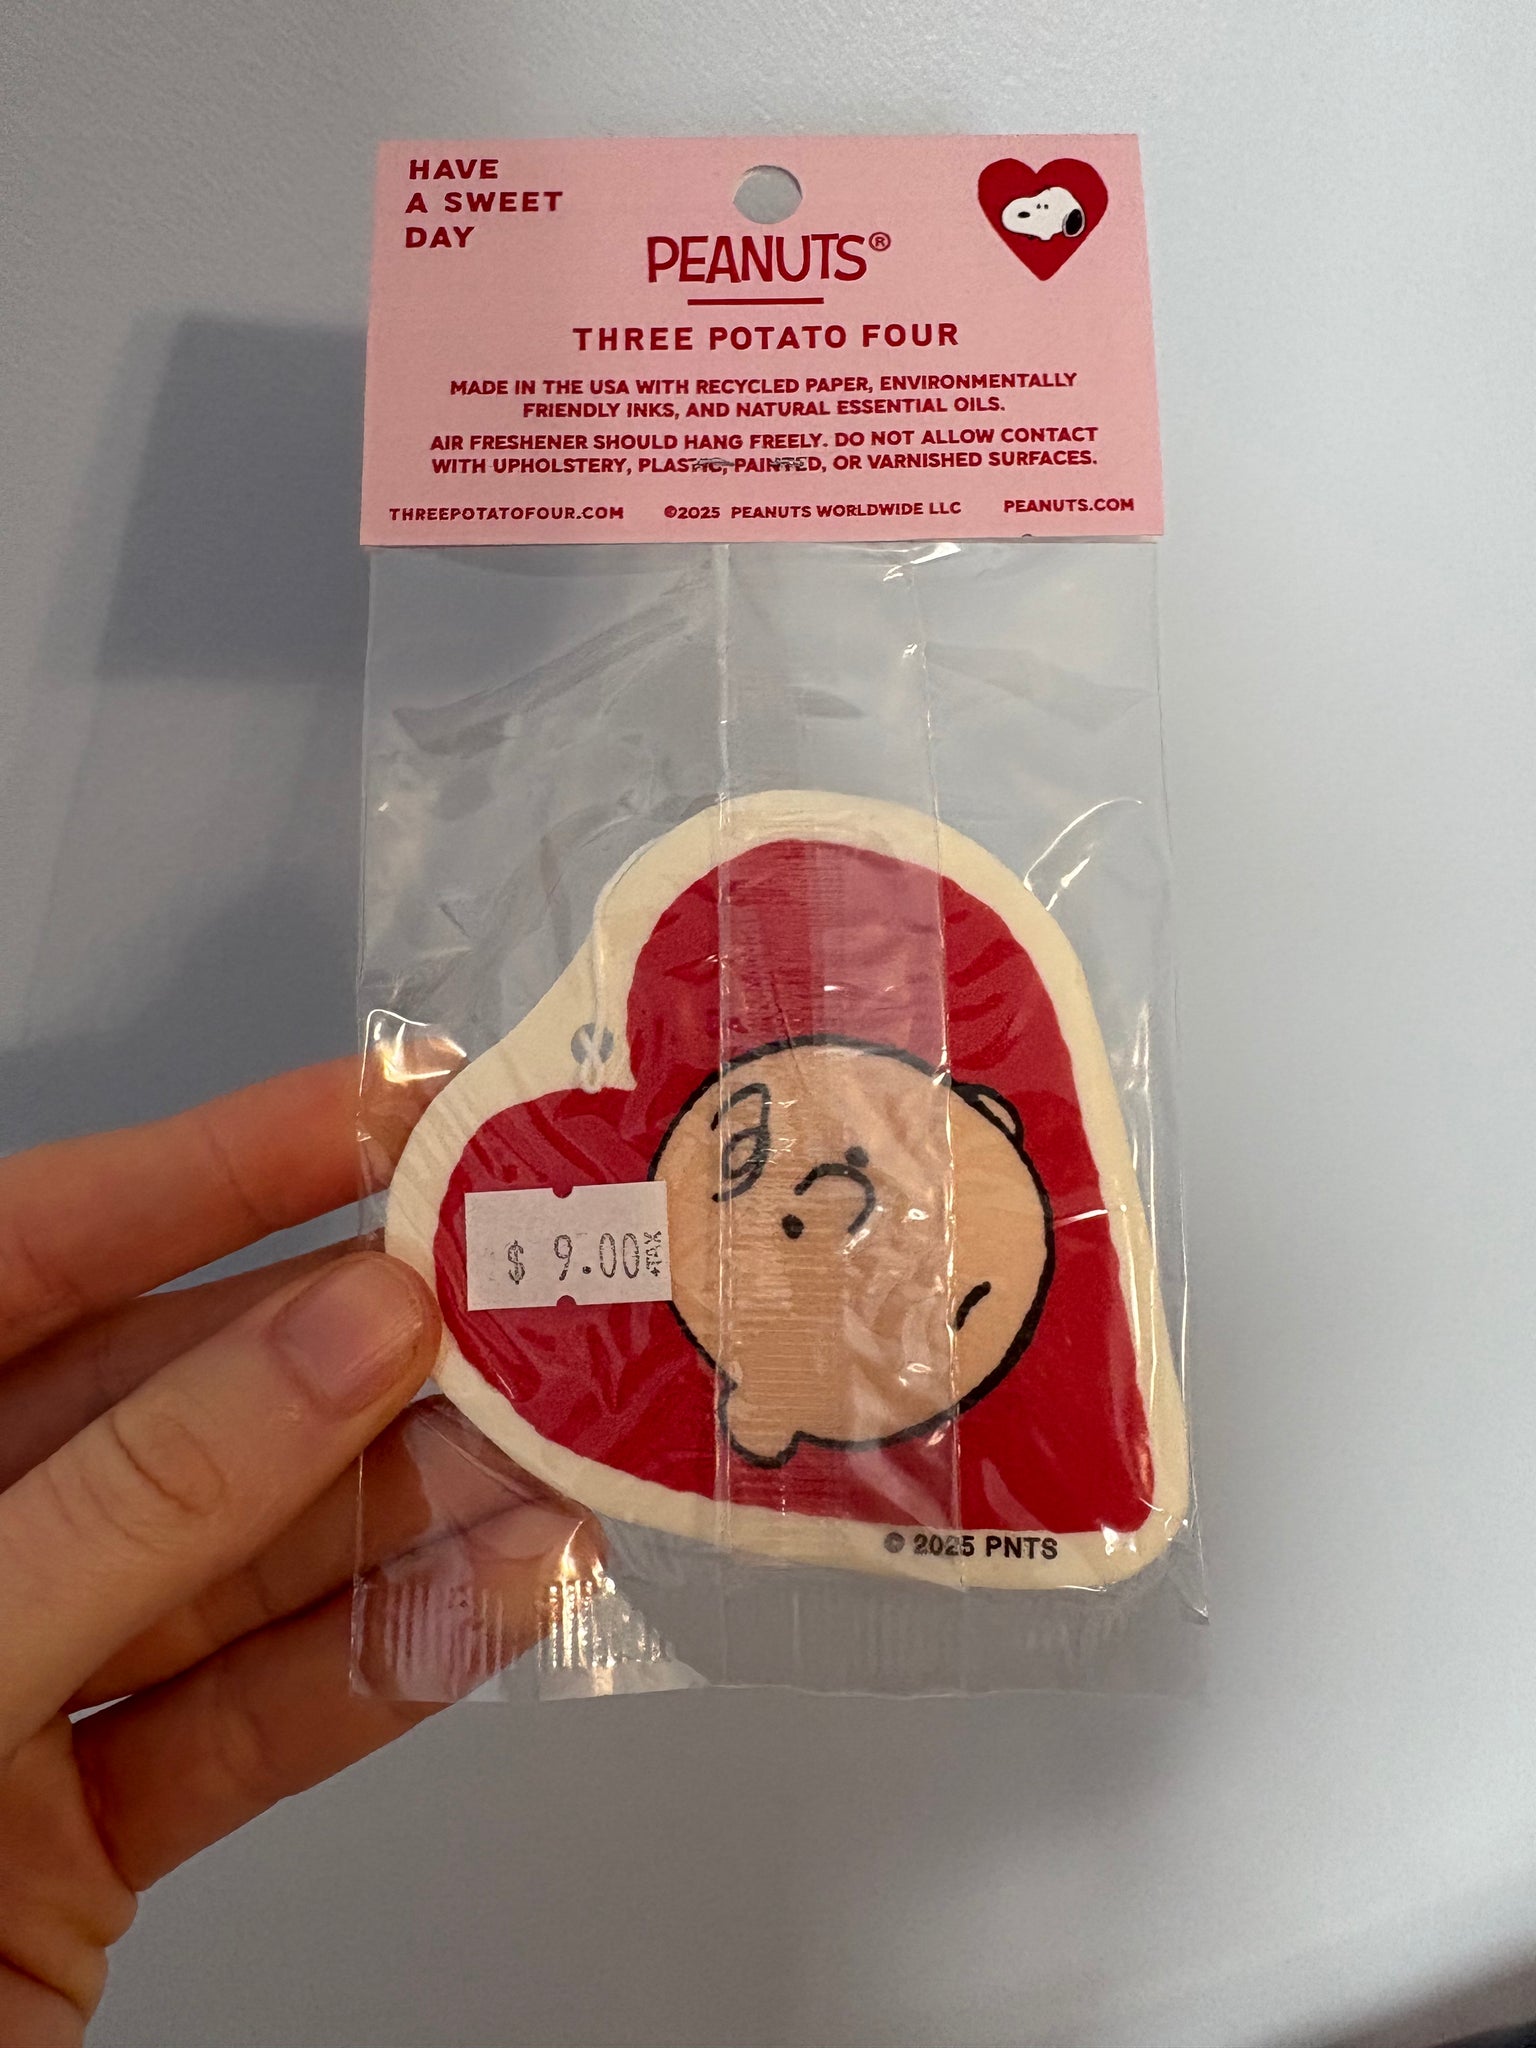 HAVE
A SWEET
DAY
PEANUTS®
THREE POTATO FOUR
MADE IN THE USA WITH RECYCLED PAPER, ENVIRONMENTALLY
FRIENDLY INKS, AND NATURAL ESSENTIAL OILS.
AIR FRESHENER SHOULD HANG FREELY. DO NOT ALLOW CONTACT
WITH UPHOLSTERY, PLASTIC, PAINTED, OR VARNISHED SURFACES.
THREEPOTATOFOUR.COM ©2025 PEANUTS WORLDWIDE LLC PEANUTS.COM
$ 9.00 +TAX
© 2025 PNTS